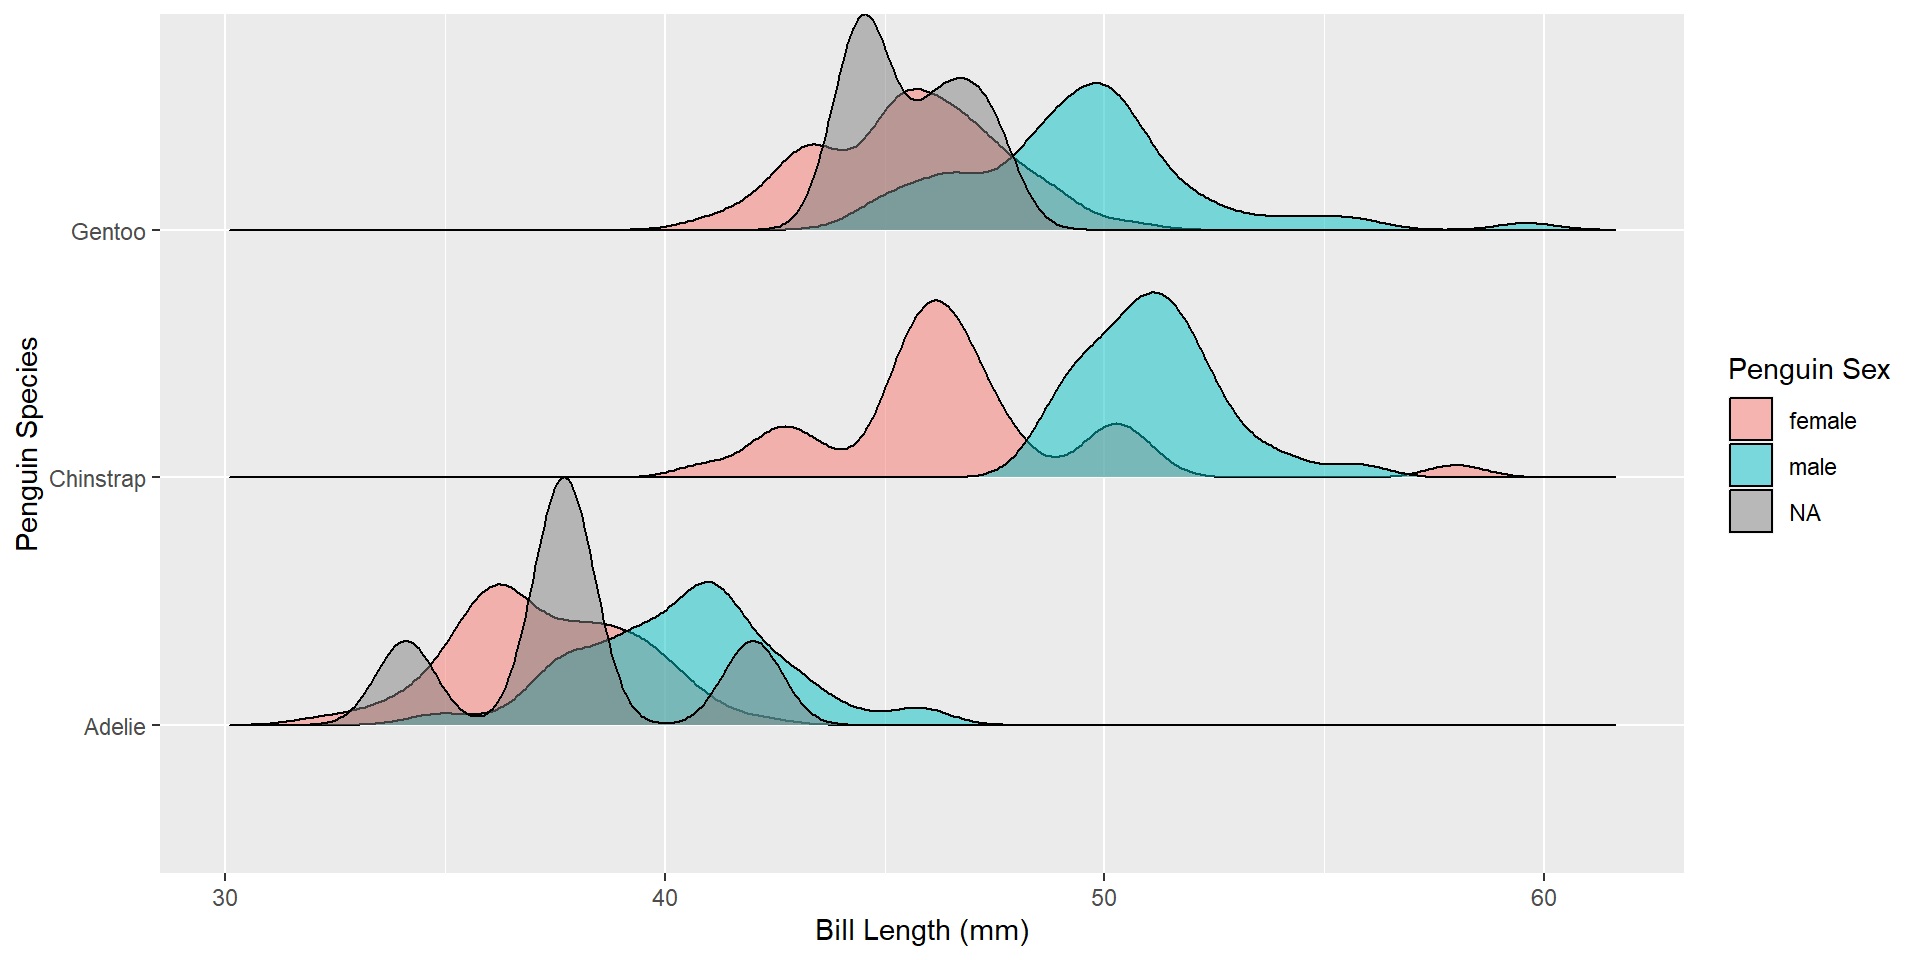 Penguin Species
Gentoo
Chinstrap
Adelie
30
40
50
60
Bill Length (mm)
Penguin Sex
female
male
NA